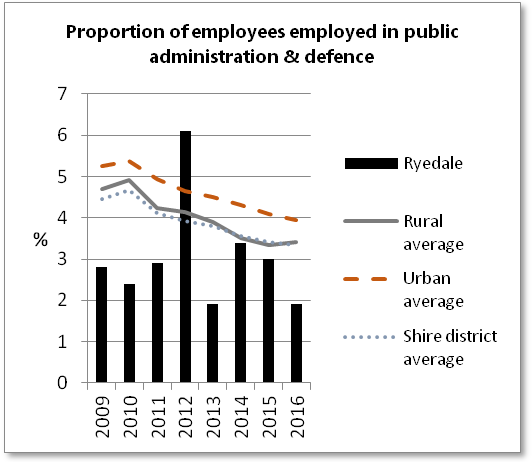 Proportion of employees employed in public
administration & defence
7
6
5
4
3
2
1
0
%
2009
2010
2011
2012
2013
2014
2015
2016
Ryedale
Rural
average
Urban
average
Shire district
average